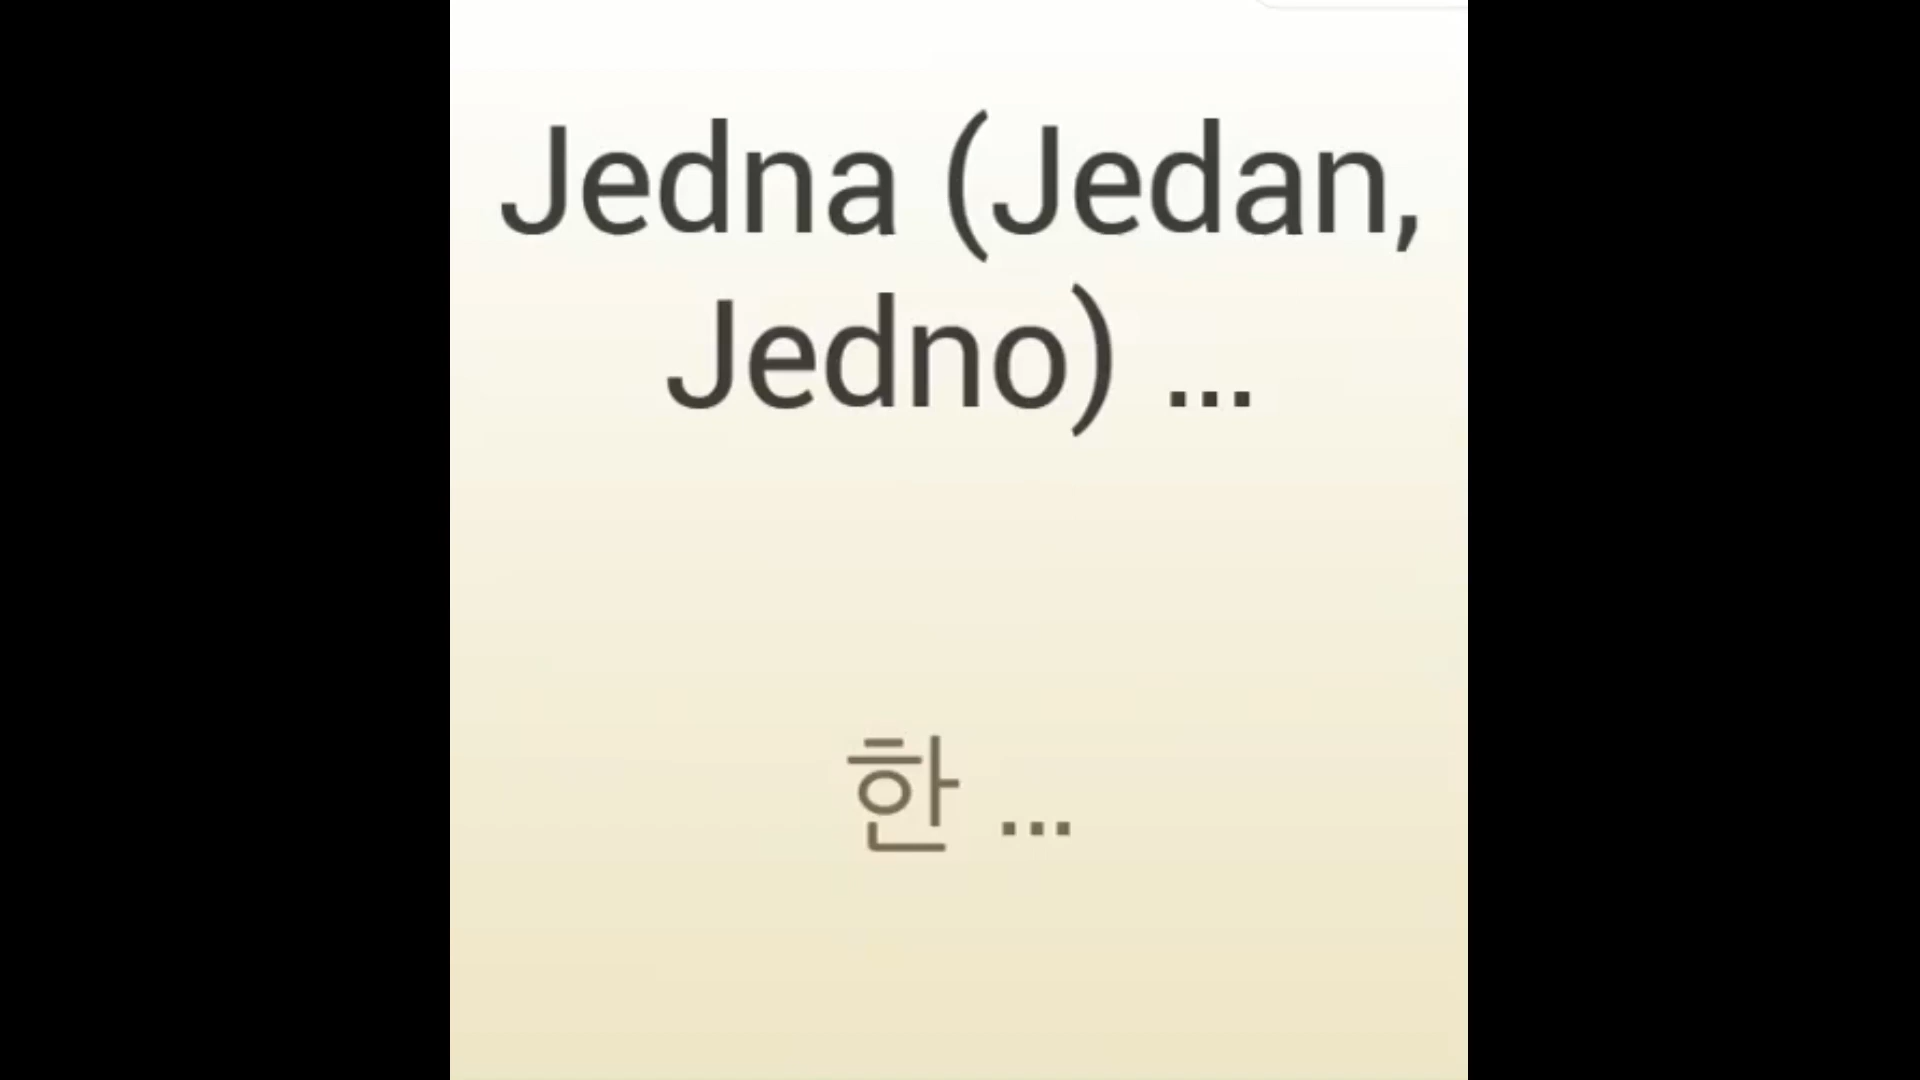 Jedna (Jedan,
Jedno) ...
한 ...